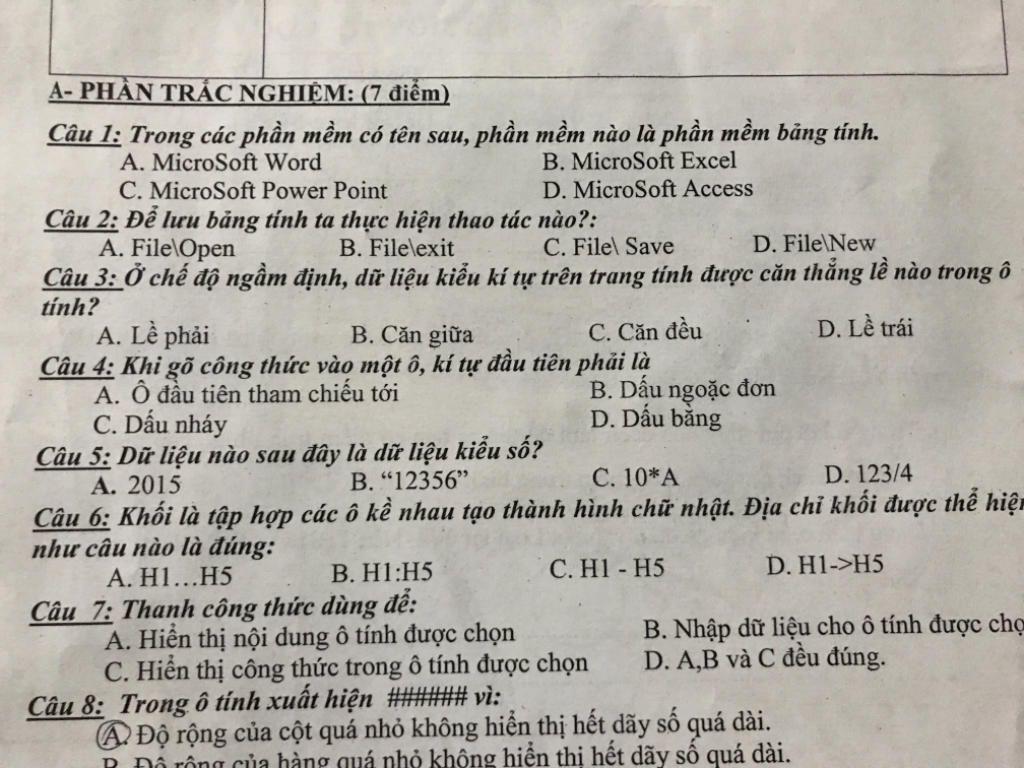 A- PHẦN TRẮC NGHIỆM: (7 điểm)
Câu 1: Trong các phần mềm có tên sau, phần mềm nào là phần mềm bảng tính.
A. MicroSoft Word B. MicroSoft Excel
C. MicroSoft Power Point D. MicroSoft Access
Câu 2: Để lưu bảng tính ta thực hiện thao tác nào?:
A. File\Open B. File\exit C. File\ Save D. File\New
Câu 3: Ở chế độ ngầm định, dữ liệu kiểu kí tự trên trang tính được căn thẳng lề nào trong ô
tính?
A. Lề phải B. Căn giữa C. Căn đều D. Lề trái
Câu 4: Khi gõ công thức vào một ô, kí tự đầu tiên phải là
A. Ô đầu tiên tham chiếu tới B. Dấu ngoặc đơn
C. Dấu nháy D. Dấu bằng
Câu 5: Dữ liệu nào sau đây là dữ liệu kiểu số?
A. 2015 B. “12356” C. 10*A D. 123/4
Câu 6: Khối là tập hợp các ô kề nhau tạo thành hình chữ nhật. Địa chỉ khối được thể hiện
như câu nào là đúng:
A. H1…H5 B. H1:H5 C. H1 - H5 D. H1->H5
Câu 7: Thanh công thức dùng để:
A. Hiển thị nội dung ô tính được chọn B. Nhập dữ liệu cho ô tính được chọ
C. Hiển thị công thức trong ô tính được chọn D. A,B và C đều đúng.
Câu 8: Trong ô tính xuất hiện ###### vì:
A. Độ rộng của cột quá nhỏ không hiển thị hết dãy số quá dài.
B. Độ rộng của hàng quá nhỏ không hiển thị hết dãy số quá dài.